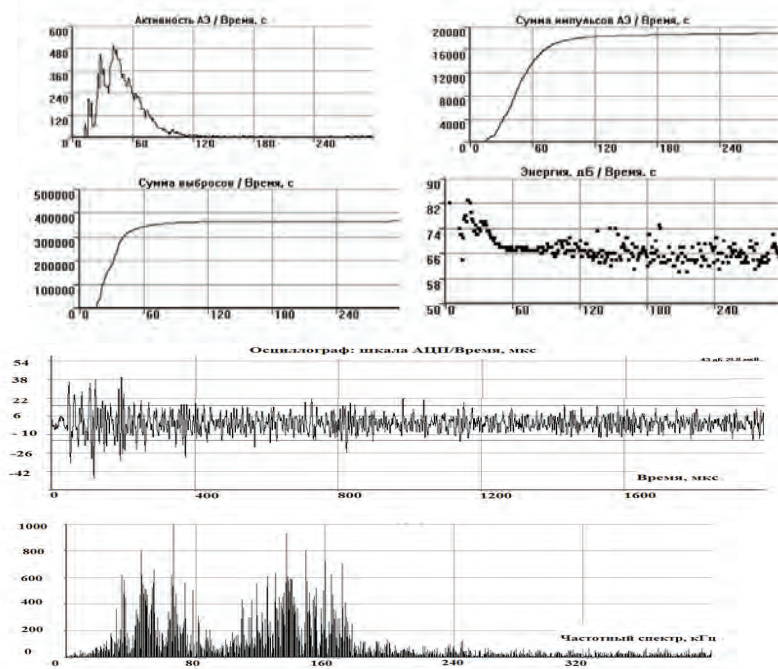 Активность АЭ / Время, с
600
480
360
240
120
0
0 60 120 180 240
Сумма импульсов АЭ / Время, с
20000
16000
12000
8000
4000
0
0 60 120 180 240
Сумма выбросов / Время, с
500000
400000
300000
200000
100000
0
0 60 120 180 240
Энергия, дБ / Время, с
90
82
74
66
58
50
0 60 120 180 240
Осциллограф: шкала АЦП/Время, мкс
54
38
22
6
-10
-26
-42
Время, мкс
0 400 800 1200 1600
1000
800
600
400
200
0
Частотный спектр, кГц
0 80 160 240 320